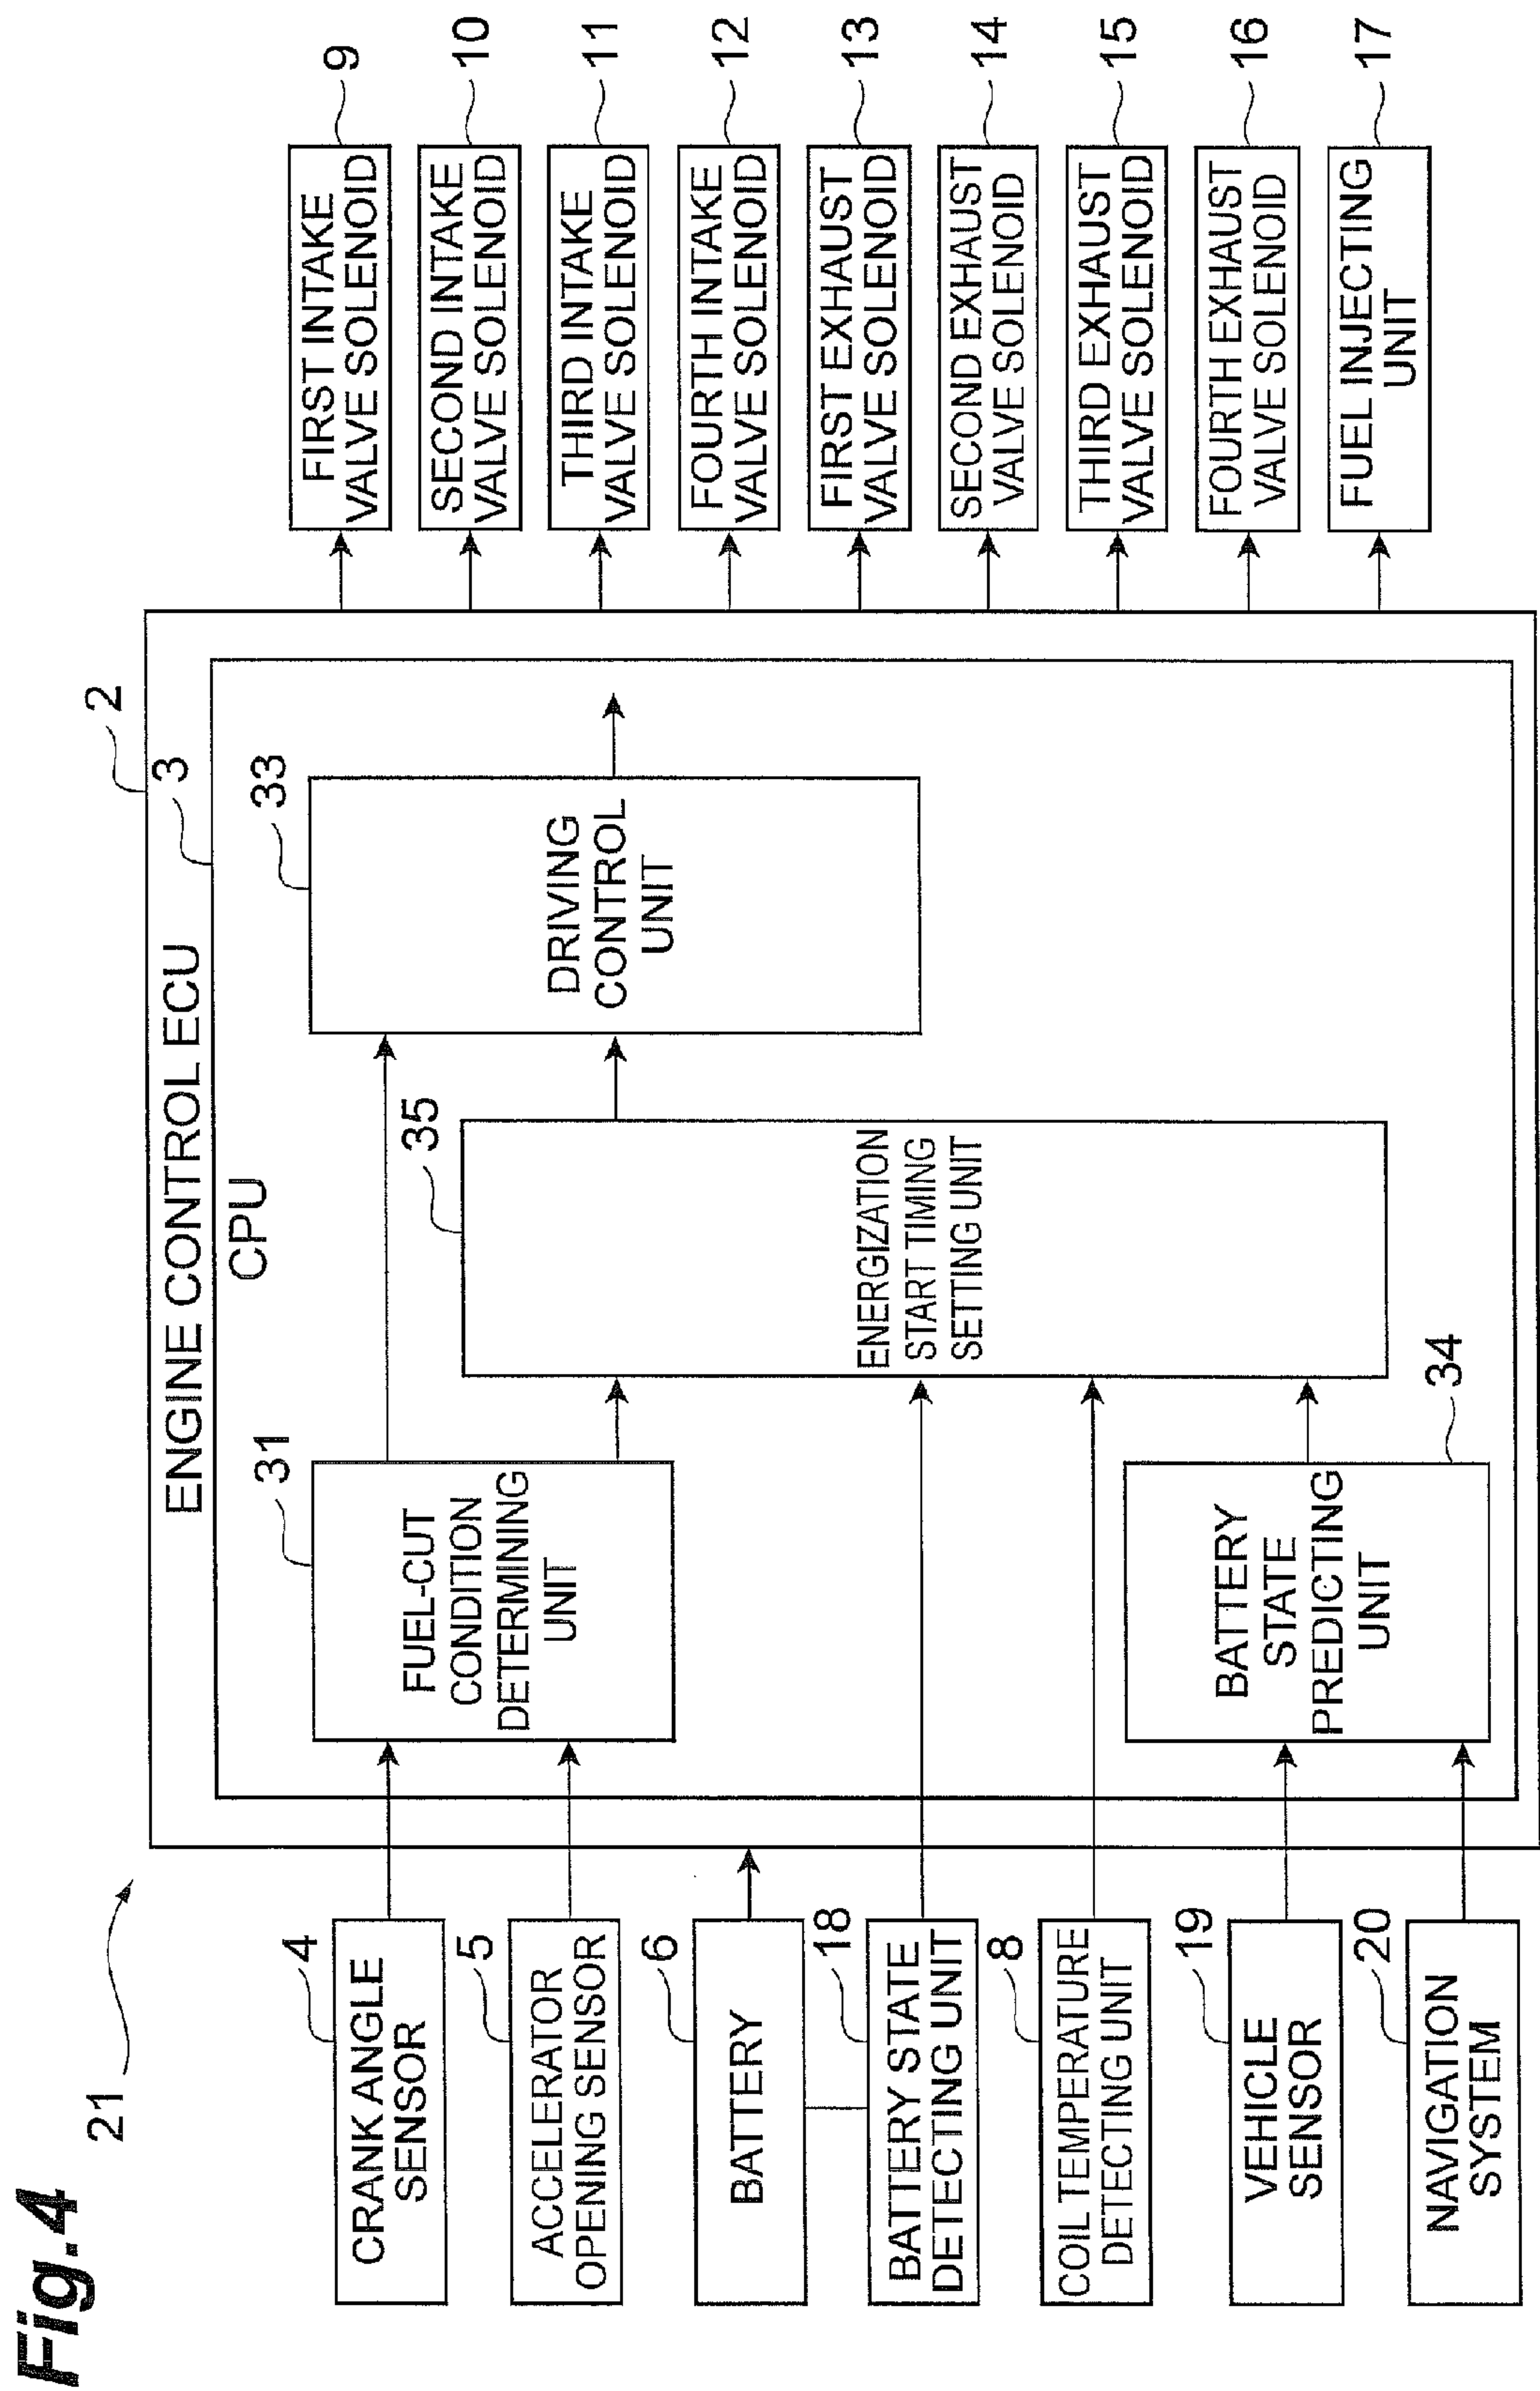 Fig.4
21
CRANK ANGLE
SENSOR
4
ACCELERATOR
OPENING SENSOR
5
BATTERY
6
BATTERY STATE
DETECTING UNIT
18
COIL TEMPERATURE
DETECTING UNIT
8
VEHICLE
SENSOR
19
NAVIGATION
SYSTEM
20
ENGINE CONTROL ECU
2
CPU
3
FUEL-CUT
CONDITION
DETERMINING
UNIT
31
BATTERY
STATE
PREDICTING
UNIT
34
ENERGIZATION
START TIMING
SETTING UNIT
35
DRIVING
CONTROL
UNIT
33
FIRST INTAKE
VALVE SOLENOID
9
SECOND INTAKE
VALVE SOLENOID
10
THIRD INTAKE
VALVE SOLENOID
11
FOURTH INTAKE
VALVE SOLENOID
12
FIRST EXHAUST
VALVE SOLENOID
13
SECOND EXHAUST
VALVE SOLENOID
14
THIRD EXHAUST
VALVE SOLENOID
15
FOURTH EXHAUST
VALVE SOLENOID
16
FUEL INJECTING
UNIT
17